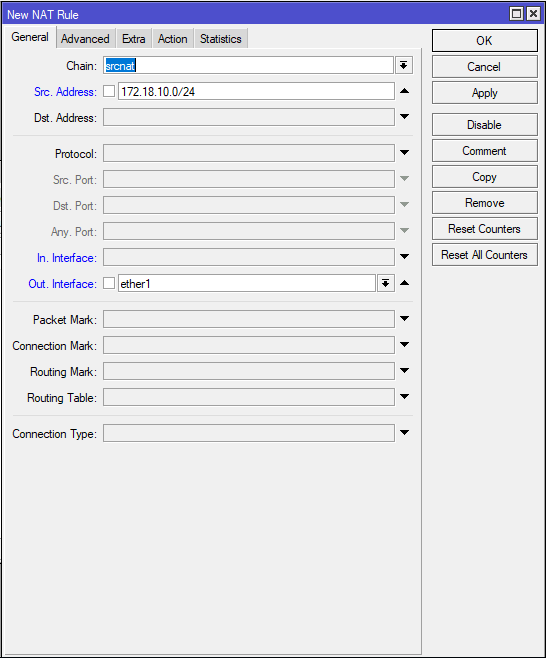 New NAT Rule
General Advanced Extra Action Statistics
Chain: srcnat
Src. Address: 172.18.10.0/24
Dst. Address:
Protocol:
Src. Port:
Dst. Port:
Any. Port:
In. Interface:
Out. Interface: ether1
Packet Mark:
Connection Mark:
Routing Mark:
Routing Table:
Connection Type:
OK
Cancel
Apply
Disable
Comment
Copy
Remove
Reset Counters
Reset All Counters